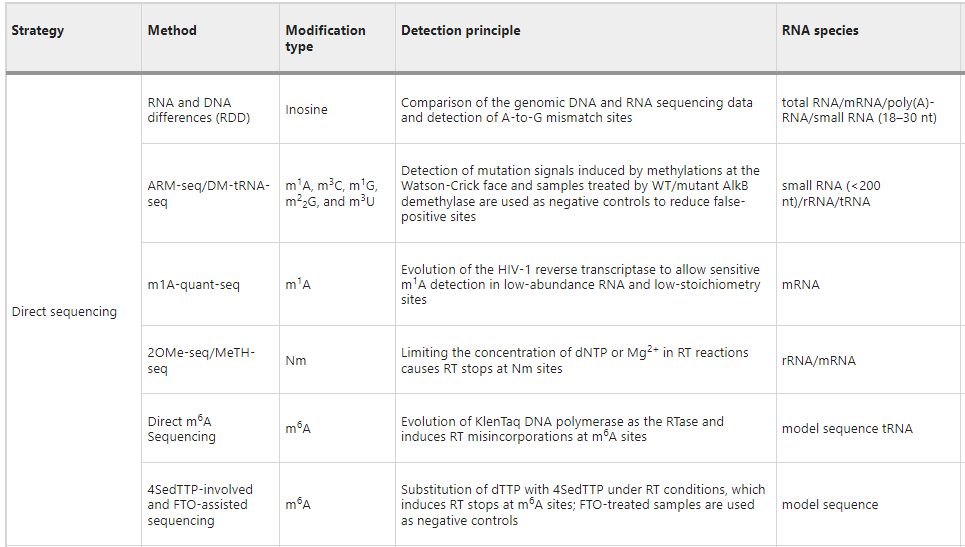 Strategy
Method
Modification
type
Detection principle
RNA species
Direct sequencing
RNA and DNA
differences (RDD)
Inosine
Comparison of the genomic DNA and RNA sequencing data
and detection of A-to-G mismatch sites
total RNA/mRNA/poly(A)-
RNA/small RNA (18–30 nt)
ARM-seq/DM-tRNA-
seq
m¹A, m³C, m¹G,
m²₂G, and m³U
Detection of mutation signals induced by methylations at the
Watson-Crick face and samples treated by WT/mutant AlkB
demethylase are used as negative controls to reduce false-
positive sites
small RNA (<200
nt)/rRNA/tRNA
m1A-quant-seq
m¹A
Evolution of the HIV-1 reverse transcriptase to allow sensitive
m¹A detection in low-abundance RNA and low-stoichiometry
sites
mRNA
2OMe-seq/MeTH-
seq
Nm
Limiting the concentration of dNTP or Mg²⁺ in RT reactions
causes RT stops at Nm sites
rRNA/mRNA
Direct m⁶A
Sequencing
m⁶A
Evolution of KlenTaq DNA polymerase as the RTase and
induces RT misincorporations at m⁶A sites
model sequence tRNA
4SedTTP-involved
and FTO-assisted
sequencing
m⁶A
Substitution of dTTP with 4SedTTP under RT conditions, which
induces RT stops at m⁶A sites; FTO-treated samples are used
as negative controls
model sequence